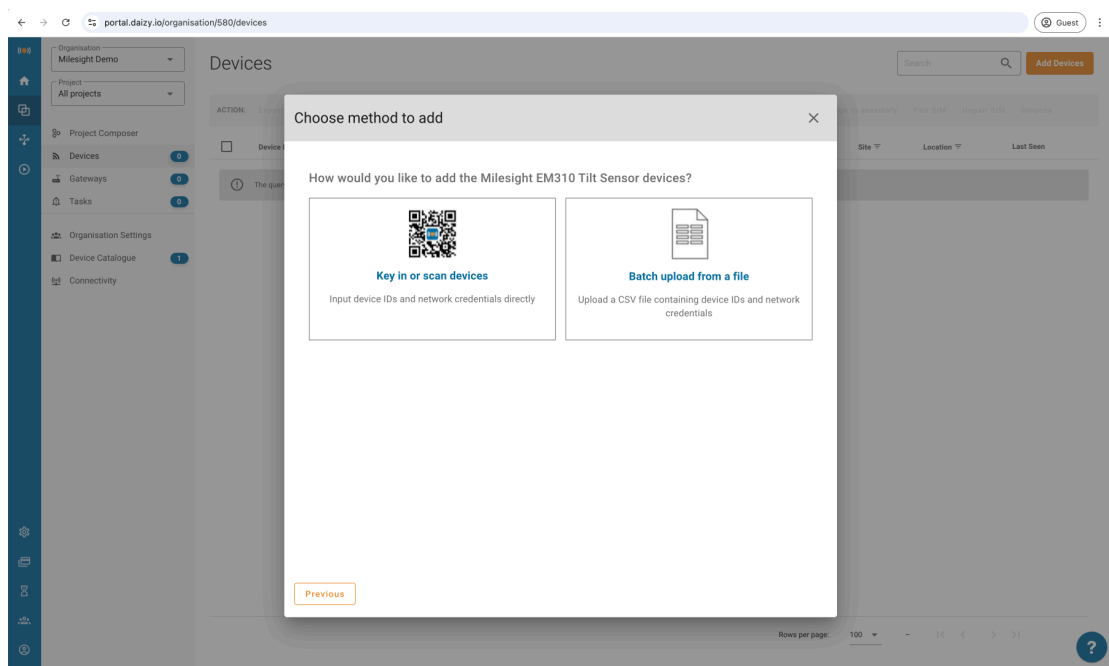 portal.daizy.io/organisation/580/devices
Guest
Organisation
Milesight Demo
Project
All projects
Project Composer
Devices 0
Gateways 0
Tasks 0
Organisation Settings
Device Catalogue 1
Connectivity
Devices
Search
Add Devices
ACTION:
Device
Site
Location
Last Seen
The query
Choose method to add
How would you like to add the Milesight EM310 Tilt Sensor devices?
Key in or scan devices
Input device IDs and network credentials directly
Batch upload from a file
Upload a CSV file containing device IDs and network
credentials
Previous
Rows per page: 100 –
?